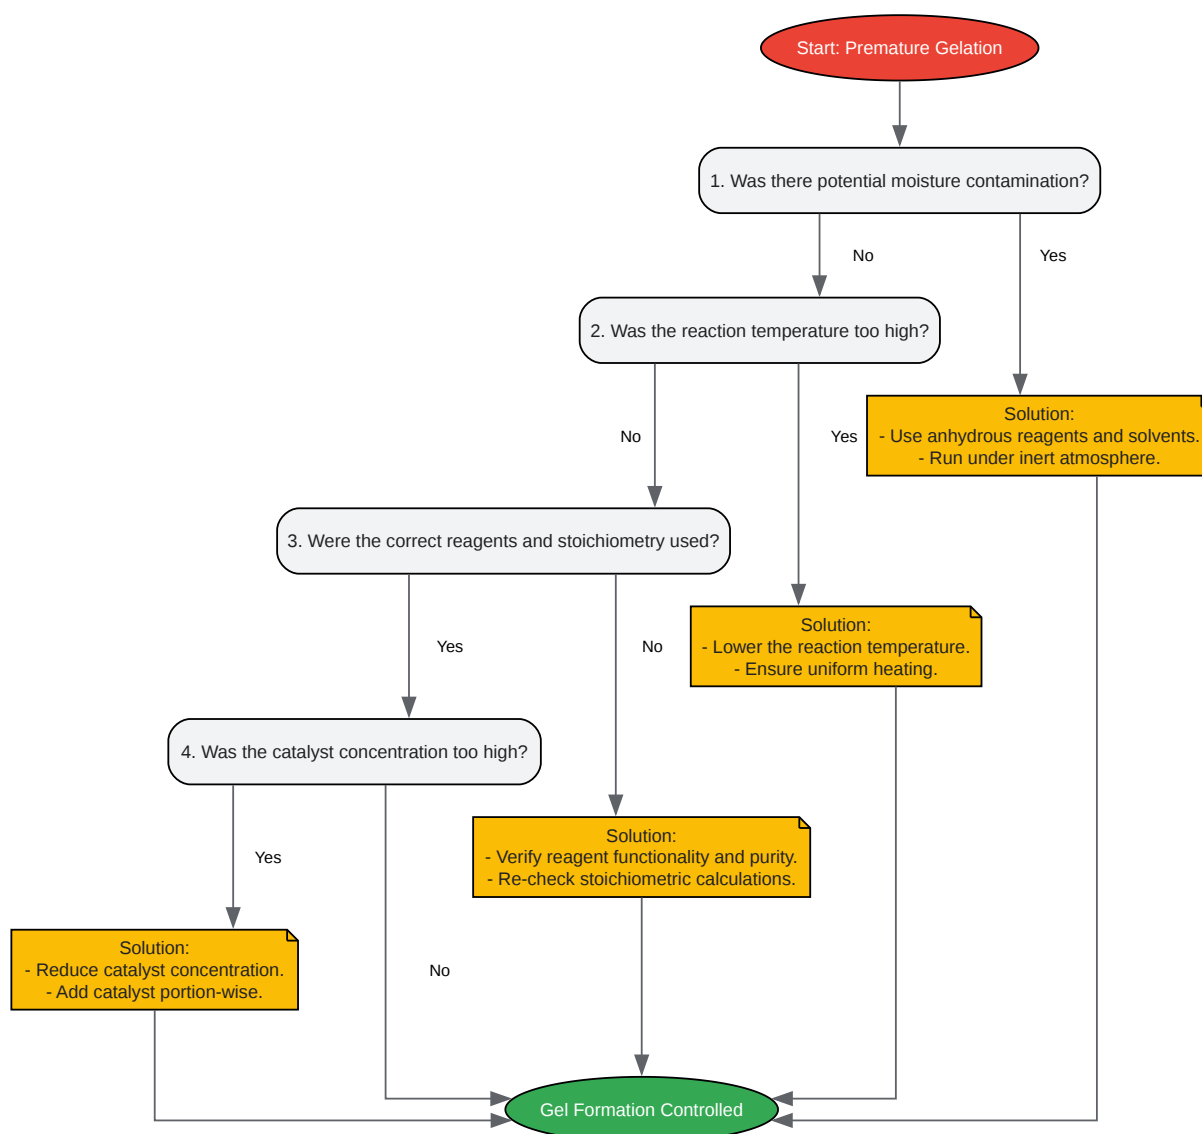 Start: Premature Gelation
1. Was there potential moisture contamination?
No
Yes
2. Was the reaction temperature too high?
Solution:
- Use anhydrous reagents and solvents.
- Run under inert atmosphere.
No
Yes
3. Were the correct reagents and stoichiometry used?
Solution:
- Lower the reaction temperature.
- Ensure uniform heating.
Yes
No
4. Was the catalyst concentration too high?
Solution:
- Verify reagent functionality and purity.
- Re-check stoichiometric calculations.
Yes
No
Solution:
- Reduce catalyst concentration.
- Add catalyst portion-wise.
Gel Formation Controlled